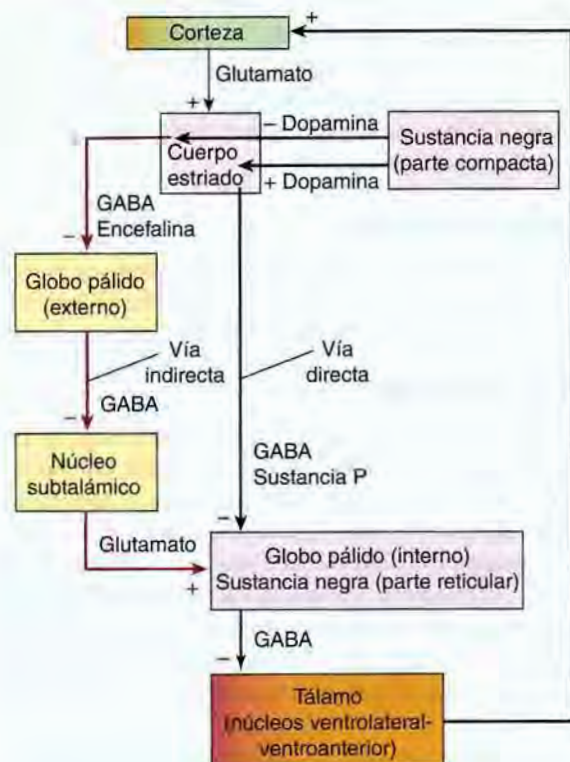 Corteza
+
Glutamato
+
– Dopamina
Cuerpo
estriado
Sustancia negra
(parte compacta)
+ Dopamina
GABA
Encefalina
–
Globo pálido
(externo)
Vía
indirecta
Vía
directa
GABA
–
Núcleo
subtalámico
GABA
Sustancia P
–
Glutamato
+
Globo pálido (interno)
Sustancia negra (parte reticular)
GABA
–
Tálamo
(núcleos ventrolateral-
ventroanterior)